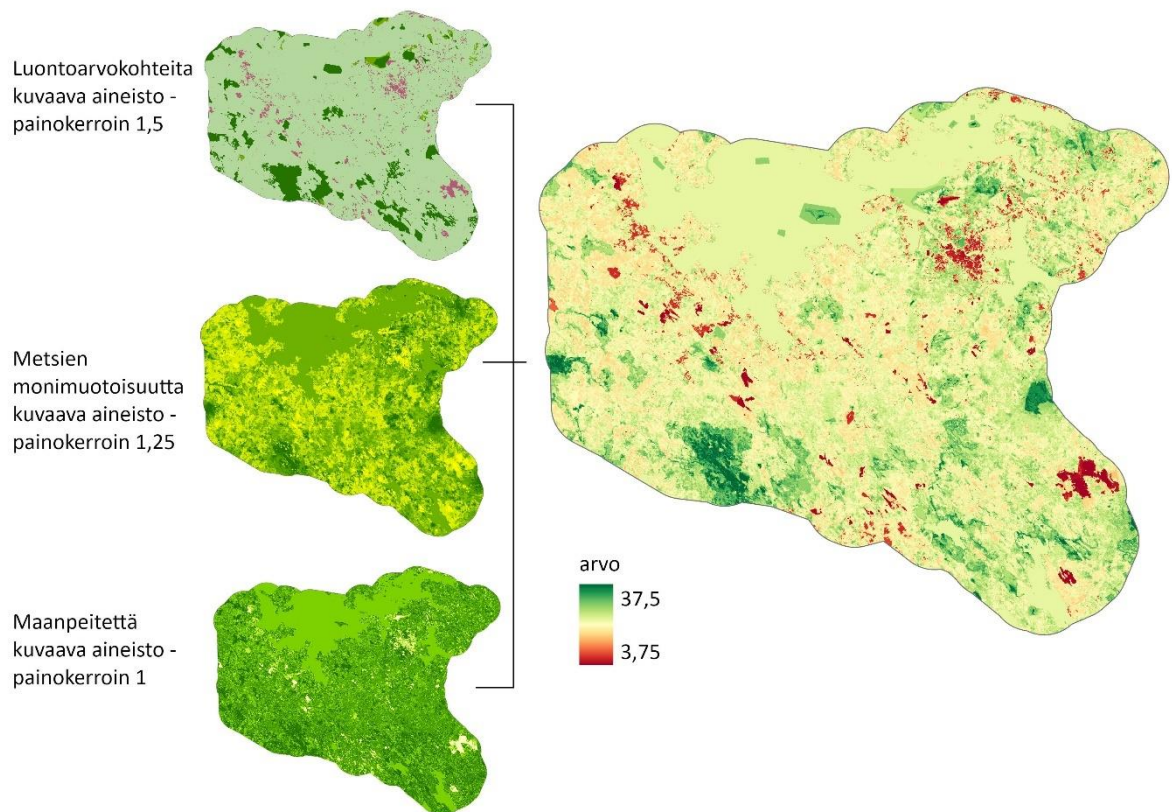 Luontoarvokohteita
kuvaava aineisto -
painokerroin 1,5
Metsien
monimuotoisuutta
kuvaava aineisto -
painokerroin 1,25
Maanpeitettä
kuvaava aineisto -
painokerroin 1
arvo
37,5
3,75